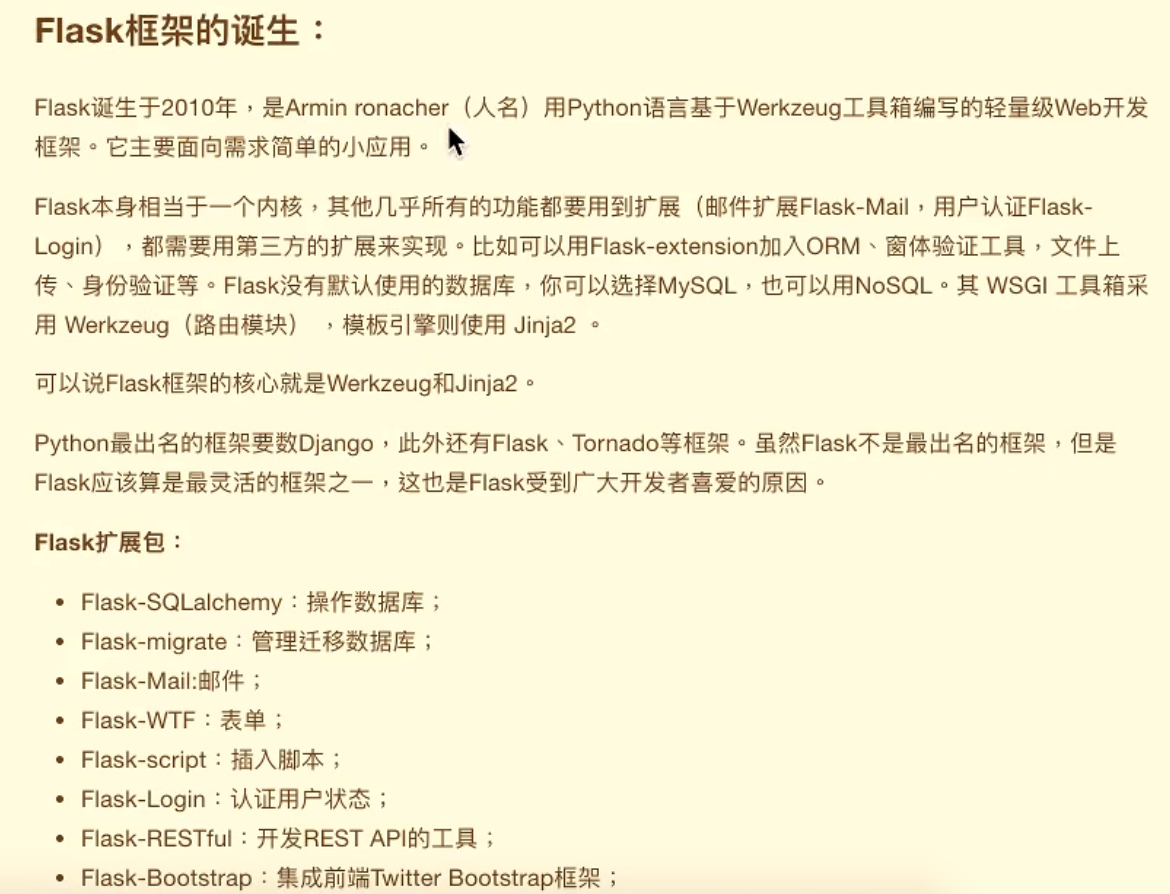 Flask框架的诞生：
Flask诞生于2010年，是Armin ronacher（人名）用Python语言基于Werkzeug工具箱编写的轻量级Web开发
框架。它主要面向需求简单的小应用。
Flask本身相当于一个内核，其他几乎所有的功能都要用到扩展（邮件扩展Flask-Mail，用户认证Flask-
Login），都需要用第三方的扩展来实现。比如可以用Flask-extension加入ORM、窗体验证工具，文件上
传、身份验证等。Flask没有默认使用的数据库，你可以选择MySQL，也可以用NoSQL。其 WSGI 工具箱采
用 Werkzeug（路由模块） ，模板引擎则使用 Jinja2 。
可以说Flask框架的核心就是Werkzeug和Jinja2。
Python最出名的框架要数Django，此外还有Flask、Tornado等框架。虽然Flask不是最出名的框架，但是
Flask应该算是最灵活的框架之一，这也是Flask受到广大开发者喜爱的原因。
Flask扩展包：
• Flask-SQLalchemy：操作数据库；
• Flask-migrate：管理迁移数据库；
• Flask-Mail:邮件；
• Flask-WTF：表单；
• Flask-script：插入脚本；
• Flask-Login：认证用户状态；
• Flask-RESTful：开发REST API的工具；
• Flask-Bootstrap：集成前端Twitter Bootstrap框架；